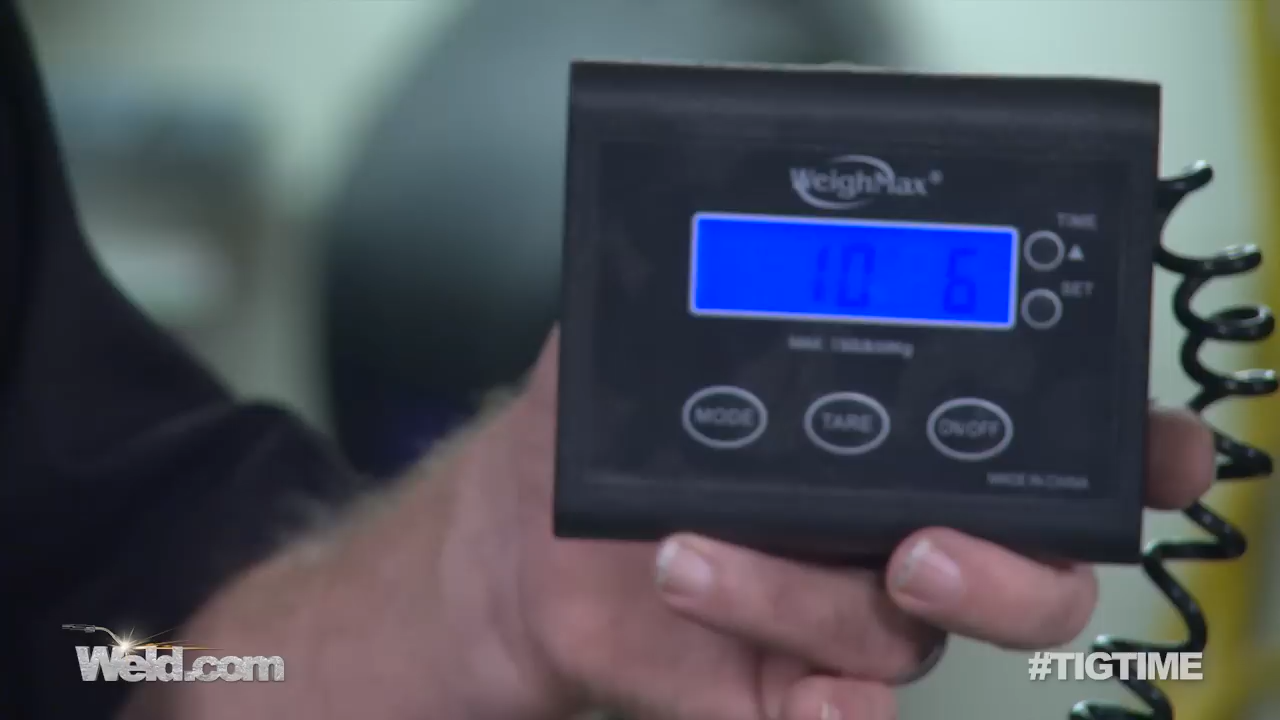 WeighMax®
TIME
10 6
SET
MODE
TARE
ON/OFF
MADE IN CHINA
Weld.com
#TIGTIME